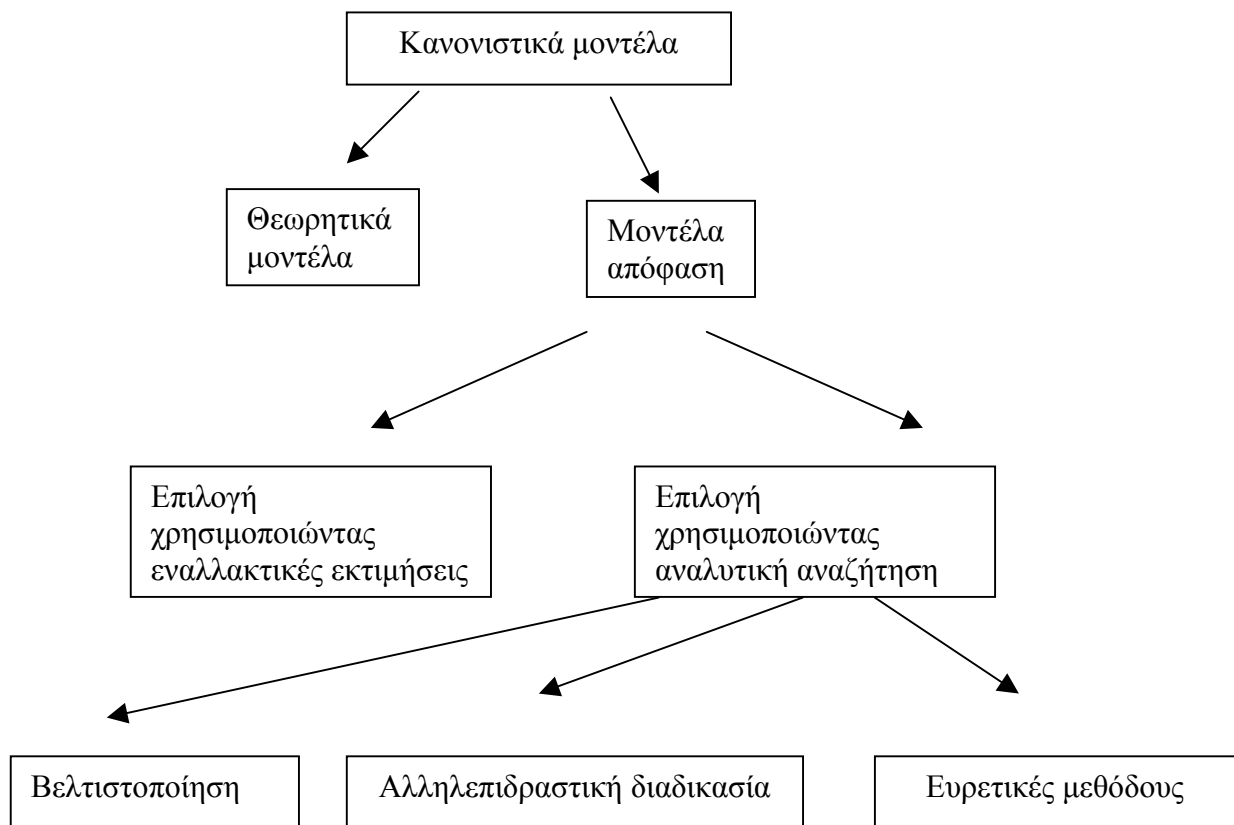 Κανονιστικά μοντέλα
Θεωρητικά
μοντέλα
Μοντέλα
απόφαση
Επιλογή
χρησιμοποιώντας
εναλλακτικές εκτιμήσεις
Επιλογή
χρησιμοποιώντας
αναλυτική αναζήτηση
Βελτιστοποίηση
Αλληλεπιδραστική διαδικασία
Ευρετικές μεθόδους